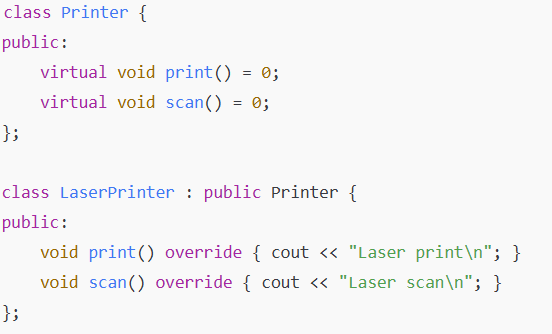 class Printer {
public:
    virtual void print() = 0;
    virtual void scan() = 0;
};

class LaserPrinter : public Printer {
public:
    void print() override { cout << "Laser print\n"; }
    void scan() override { cout << "Laser scan\n"; }
};